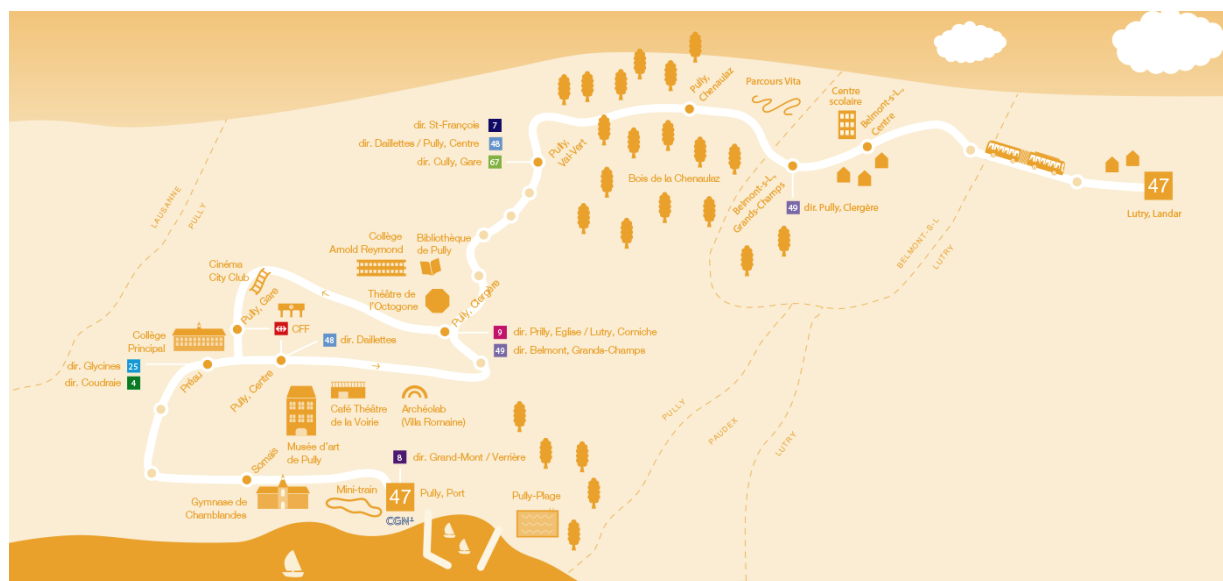 Pully,
Chenaulaz
Parcours Vita
Centre
scolaire
Belmont-s-L,
Centre
dir. St-François 7
dir. Daillettes / Pully, Centre 48
dir. Cully, Gare 67
Pully,
Val-Vert
Bois de la Chenaulaz
Belmont-s-L,
Grands-Champs
49 dir. Pully, Clergère
47
Lutry, Landar
LAUSANNE
PULLY
BELMONT-S-L
LUTRY
Collège
Arnold Reymond
Bibliothèque
de Pully
Cinéma
City Club
Théâtre de
l'Octogone
Pully, Gare
Pully, Clergère
CFF
9 dir. Prilly, Eglise / Lutry, Corniche
49 dir. Belmont, Grands-Champs
48 dir. Daillettes
Collège
Principal
dir. Glycines 25
dir. Coudraie 4
Préau
Pully, Centre
Café Théâtre
de la Voirie
Archéolab
(Villa Romaine)
Musée d'art
de Pully
PULLY
PAUDEX
LUTRY
8 dir. Grand-Mont / Verrière
Somais
Gymnase de
Chamblandes
Mini-train
47
Pully, Port
CGN
Pully-Plage